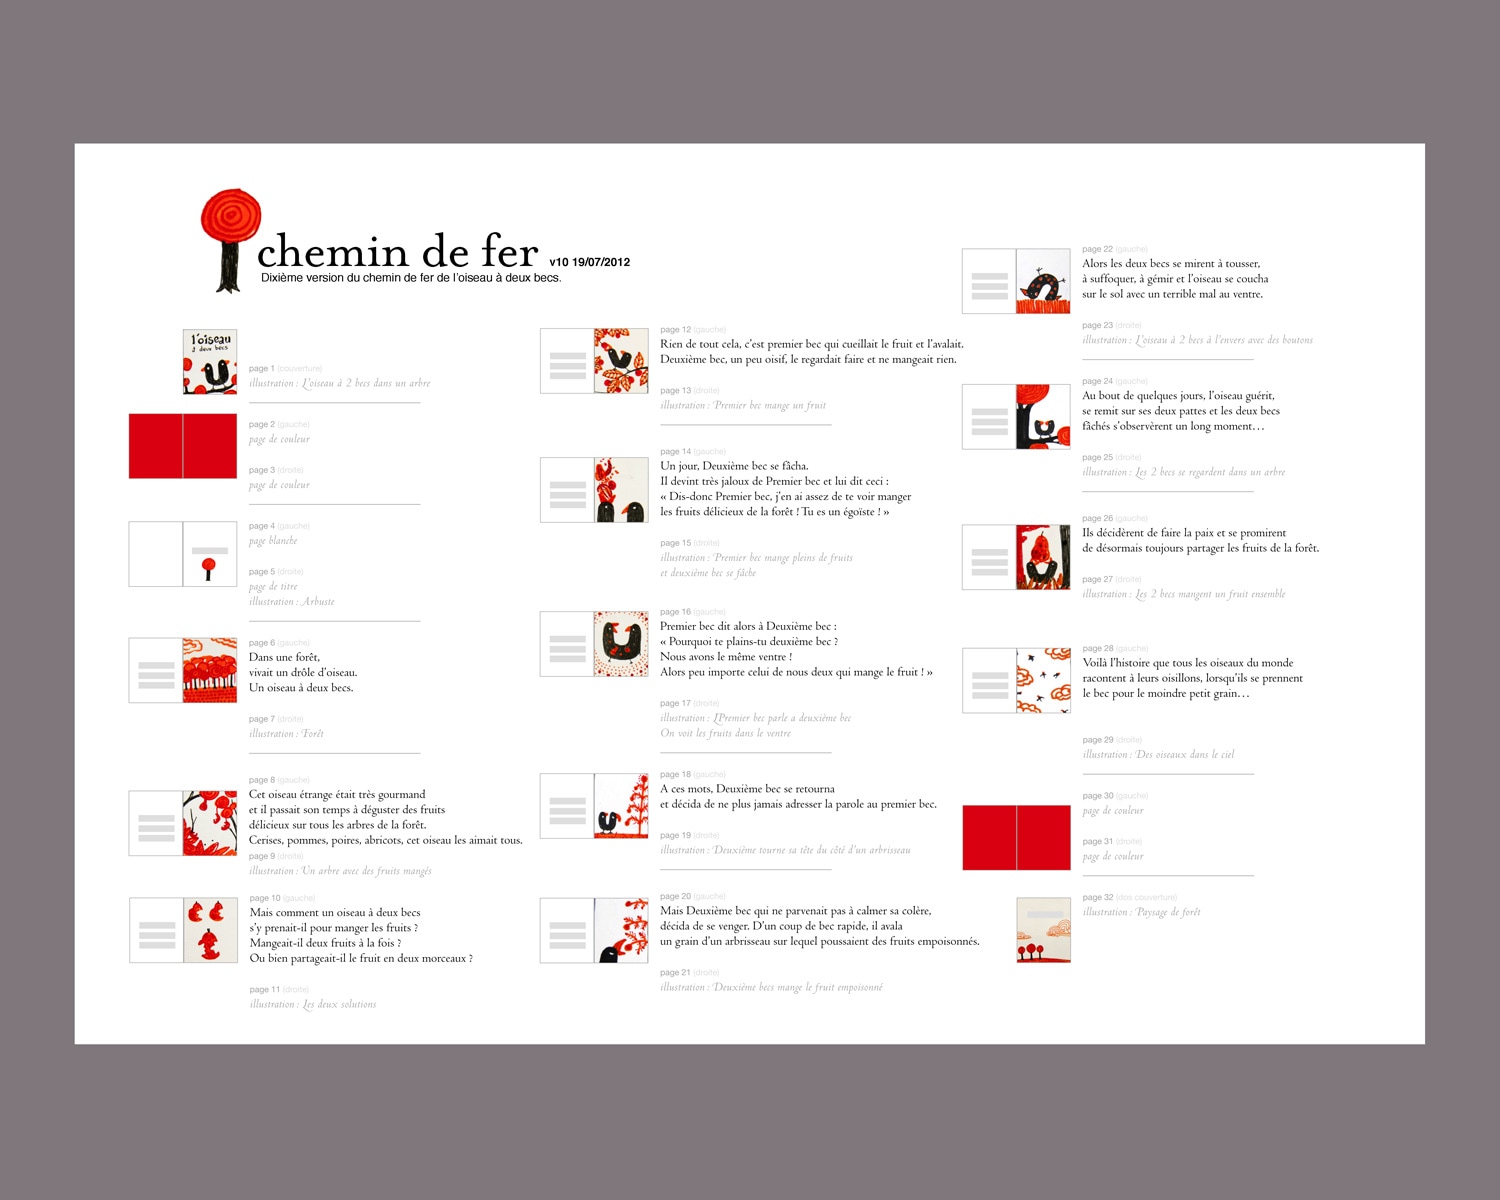 chemin de fer v10 19/07/2012
Dixième version du chemin de fer de l'oiseau à deux becs.
l'oiseau
à deux becs
page 1 (couverture)
illustration : L'oiseau à 2 becs dans un arbre
page 2 (gauche)
page de couleur
page 3 (droite)
page de couleur
page 4 (gauche)
page blanche
page 5 (droite)
page de titre
illustration : Arbuste
page 6 (gauche)
Dans une forêt,
vivait un drôle d'oiseau.
Un oiseau à deux becs.
page 7 (droite)
illustration : Forêt
page 8 (gauche)
Cet oiseau étrange était très gourmand
et il passait son temps à déguster des fruits
délicieux sur tous les arbres de la forêt.
Cerises, pommes, poires, abricots, cet oiseau les aimait tous.
page 9 (droite)
illustration : Un arbre avec des fruits mangés
page 10 (gauche)
Mais comment un oiseau à deux becs
s'y prenait-il pour manger les fruits ?
Mangeait-il deux fruits à la fois ?
Ou bien partageait-il le fruit en deux morceaux ?
page 11 (droite)
illustration : Les deux solutions
page 12 (gauche)
Rien de tout cela, c'est premier bec qui cueillait le fruit et l'avalait.
Deuxième bec, un peu oisif, le regardait faire et ne mangeait rien.
page 13 (droite)
illustration : Premier bec mange un fruit
page 14 (gauche)
Un jour, Deuxième bec se fâcha.
Il devint très jaloux de Premier bec et lui dit ceci :
« Dis-donc Premier bec, j'en ai assez de te voir manger
les fruits délicieux de la forêt ! Tu es un égoïste ! »
page 15 (droite)
illustration : Premier bec mange pleins de fruits
et deuxième bec se fâche
page 16 (gauche)
Premier bec dit alors à Deuxième bec :
« Pourquoi te plains-tu deuxième bec ?
Nous avons le même ventre !
Alors peu importe celui de nous deux qui mange le fruit ! »
page 17 (droite)
illustration : LPremier bec parle a deuxième bec
On voit les fruits dans le ventre
page 18 (gauche)
A ces mots, Deuxième bec se retourna
et décida de ne plus jamais adresser la parole au premier bec.
page 19 (droite)
illustration : Deuxième tourne sa tête du côté d'un arbrisseau
page 20 (gauche)
Mais Deuxième bec qui ne parvenait pas à calmer sa colère,
décida de se venger. D'un coup de bec rapide, il avala
un grain d'un arbrisseau sur lequel poussaient des fruits empoisonnés.
page 21 (droite)
illustration : Deuxième becs mange le fruit empoisonné
page 22 (gauche)
Alors les deux becs se mirent à tousser,
à suffoquer, à gémir et l'oiseau se coucha
sur le sol avec un terrible mal au ventre.
page 23 (droite)
illustration : L'oiseau à 2 becs à l'envers avec des boutons
page 24 (gauche)
Au bout de quelques jours, l'oiseau guérit,
se remit sur ses deux pattes et les deux becs
fâchés s'observèrent un long moment…
page 25 (droite)
illustration : Les 2 becs se regardent dans un arbre
page 26 (gauche)
Ils décidèrent de faire la paix et se promirent
de désormais toujours partager les fruits de la forêt.
page 27 (droite)
illustration : Les 2 becs mangent un fruit ensemble
page 28 (gauche)
Voilà l'histoire que tous les oiseaux du monde
racontent à leurs oisillons, lorsqu'ils se prennent
le bec pour le moindre petit grain…
page 29 (droite)
illustration : Des oiseaux dans le ciel
page 30 (gauche)
page de couleur
page 31 (droite)
page de couleur
page 32 (dos couverture)
illustration : Paysage de forêt